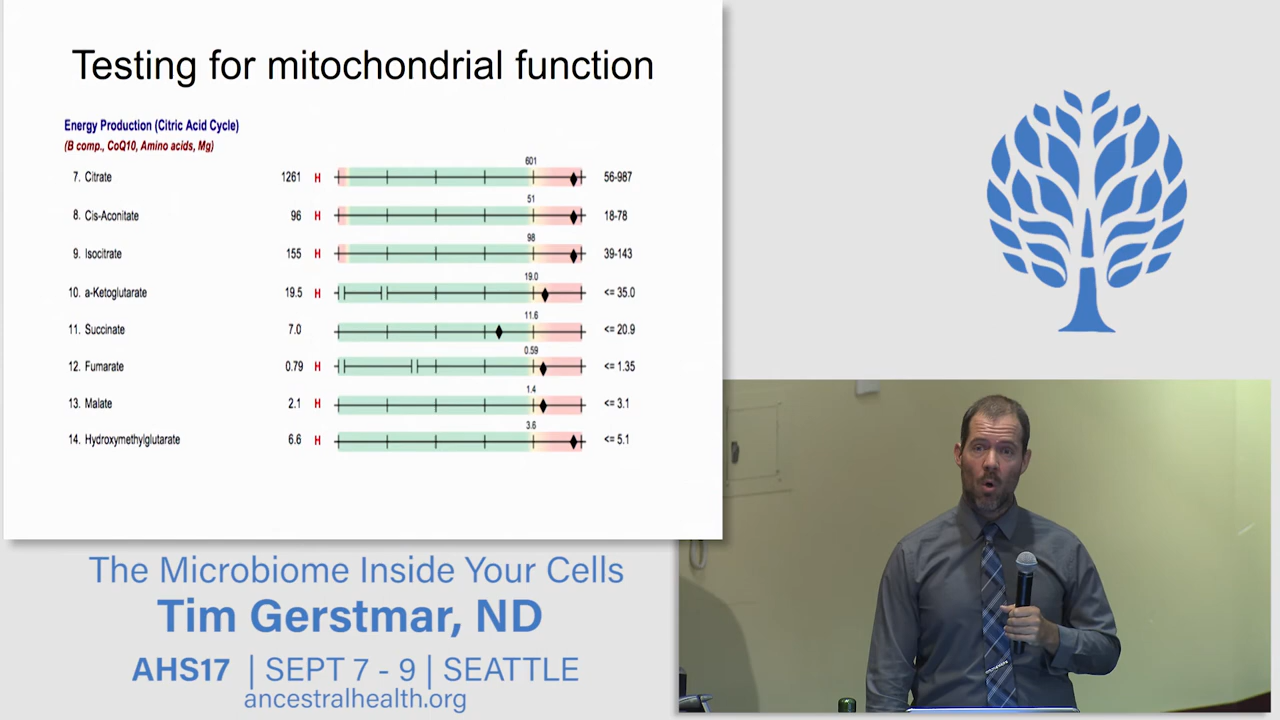 Testing for mitochondrial function
Energy Production (Citric Acid Cycle)
(B comp., CoQ10, Amino acids, Mg)
601
7. Citrate 1261 H 56-987
51
8. Cis-Aconitate 96 H 18-78
98
9. Isocitrate 155 H 39-143
19.0
10. a-Ketoglutarate 19.5 H <= 35.0
11.6
11. Succinate 7.0 <= 20.9
0.59
12. Fumarate 0.79 H <= 1.35
1.4
13. Malate 2.1 H <= 3.1
3.6
14. Hydroxymethylglutarate 6.6 H <= 5.1
The Microbiome Inside Your Cells
Tim Gerstmar, ND
AHS17 | SEPT 7 - 9 | SEATTLE
ancestralhealth.org